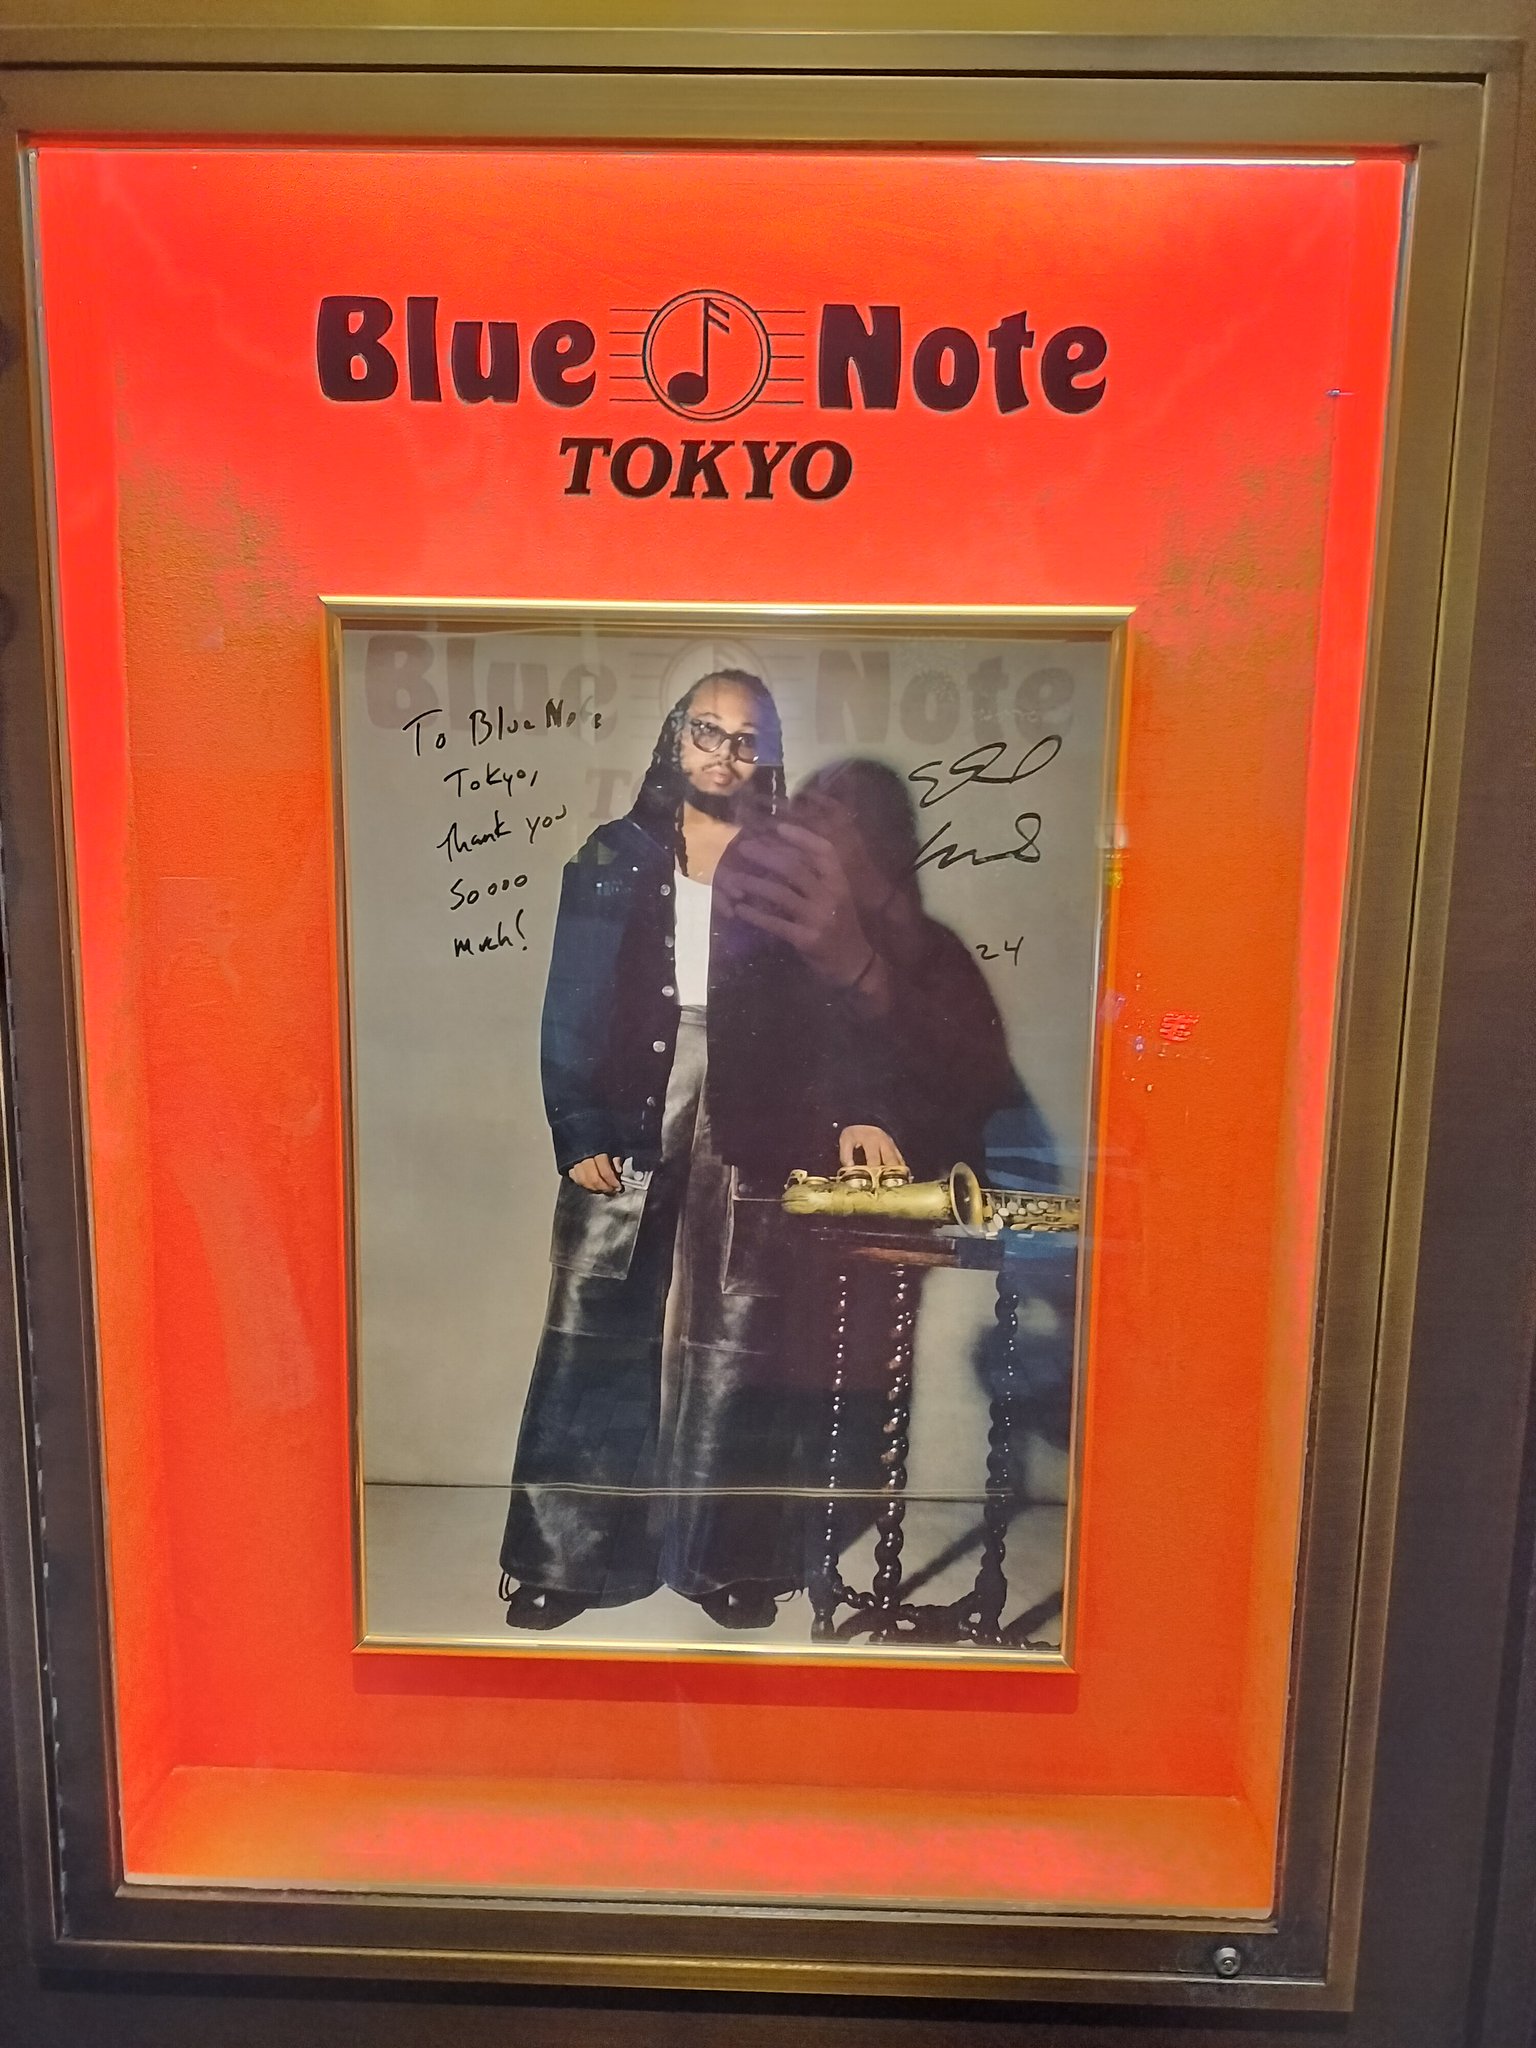 Blue Note
TOKYO
To Blue Note
Tokyo,
Thank you
Soooo
much!
24